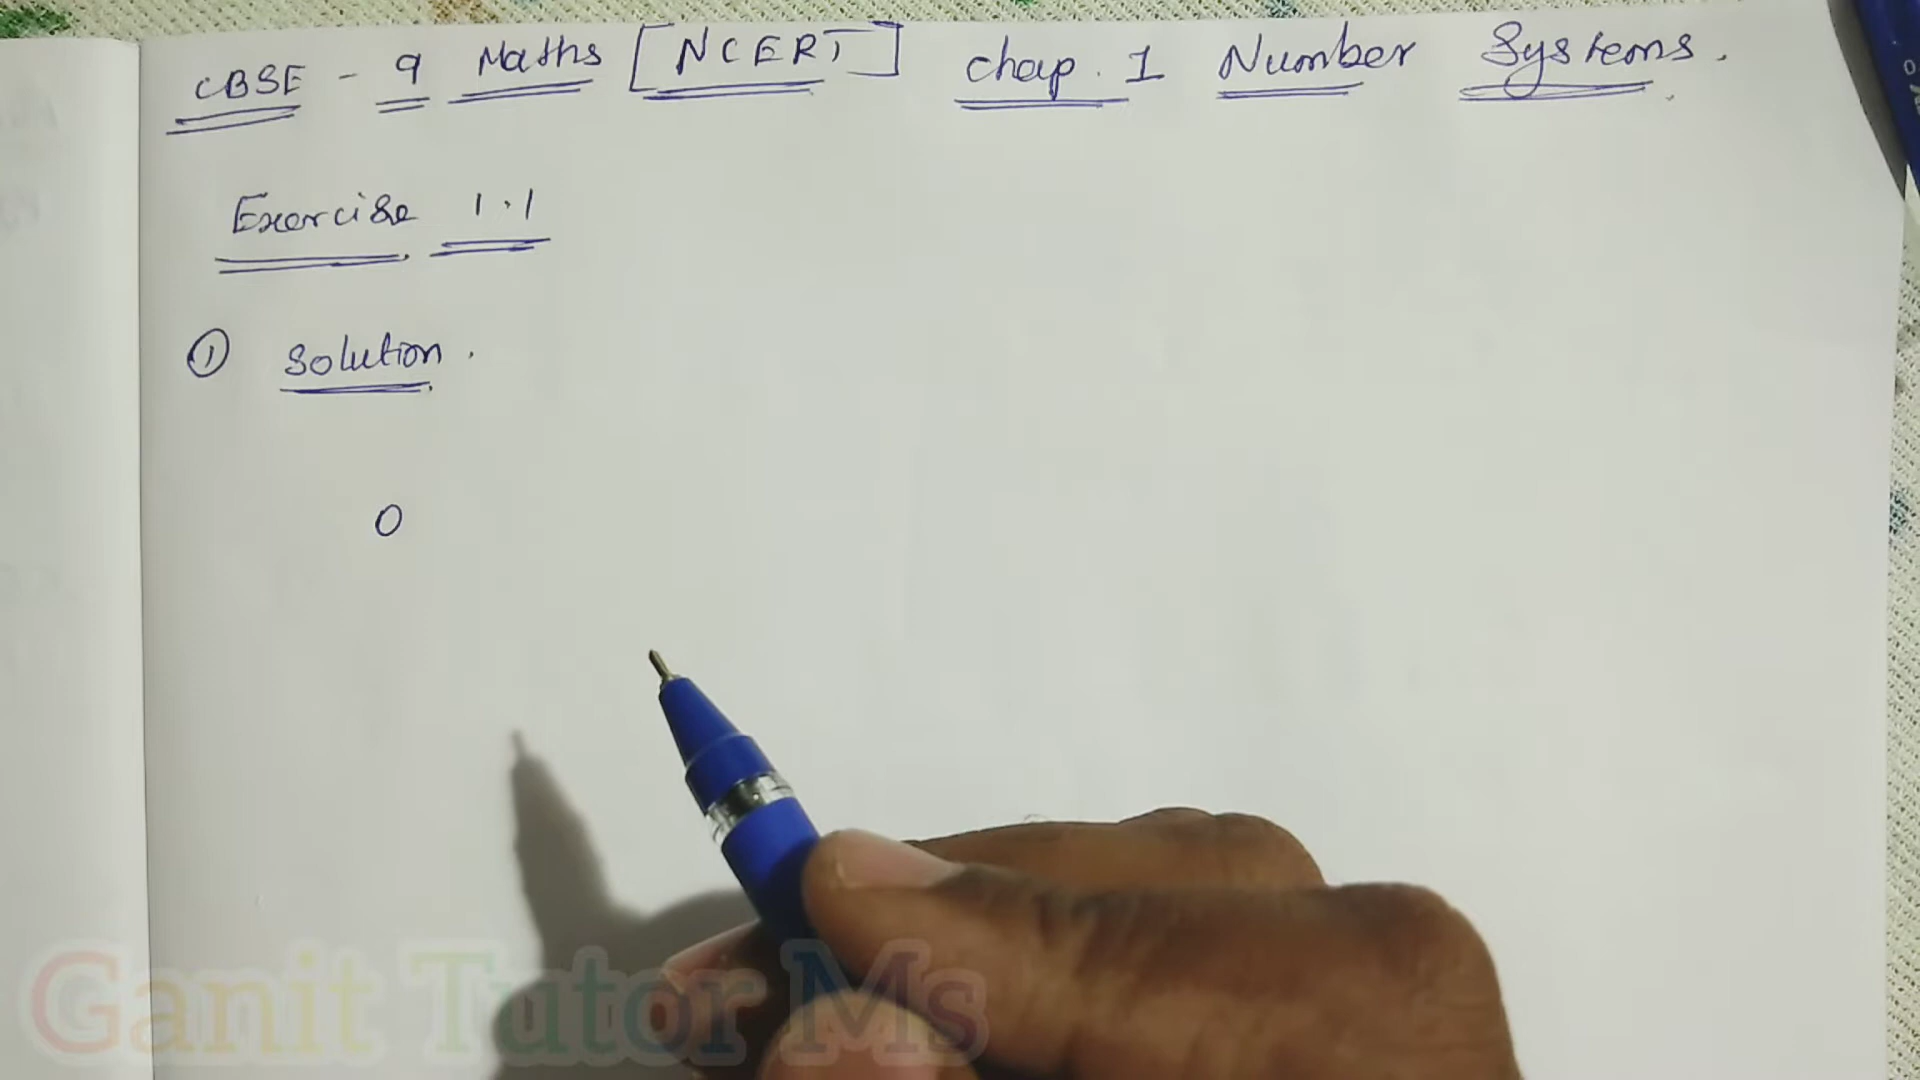 CBSE - 9 Maths [NCERT] Chap. 1 Number Systems.
Exercise 1.1
① Solution.
0
Ganit Tutor Ms